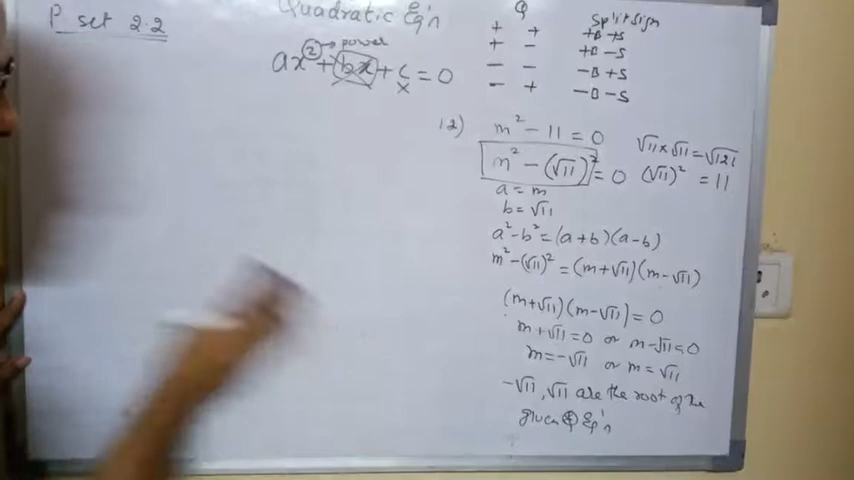 P set 2.2
Quadratic Eq'n
ax² → power + bx + c = 0
x
Q Split sign
+ + +B +S
+ - +B -S
- - -B +S
- + -B -S
12) m² - 11 = 0
m² - (√11)² = 0
√11 × √11 = √121
(√11)² = 11
a = m
b = √11
a² - b² = (a+b)(a-b)
m² - (√11)² = (m+√11)(m-√11)
(m+√11)(m-√11) = 0
m+√11 = 0 or m-√11 = 0
m = -√11 or m = √11
-√11, √11 are the root of the
given Q Eq'n